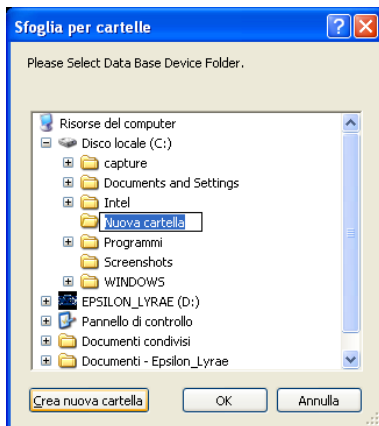 Sfoglia per cartelle
Please Select Data Base Device Folder.
Risorse del computer
Disco locale (C:)
capture
Documents and Settings
Intel
Nuova cartella
Programmi
Screenshots
WINDOWS
EPSILON_LYRAE (D:)
Pannello di controllo
Documenti condivisi
Documenti - Epsilon_Lyrae
Crea nuova cartella OK Annulla